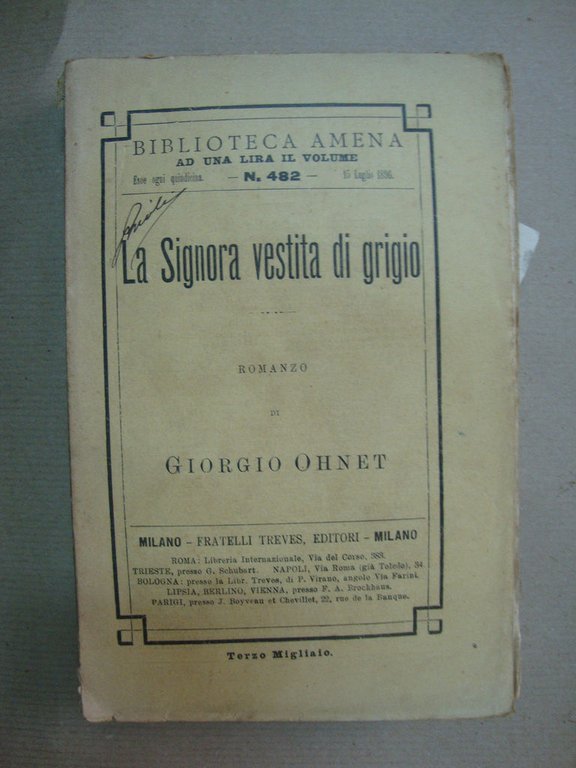 BIBLIOTECA AMENA
AD UNA LIRA IL VOLUME
Esce ogni quindicina. — N. 482 — 15 Luglio 1896.
La Signora vestita di grigio
ROMANZO
DI
GIORGIO OHNET
MILANO - FRATELLI TREVES, EDITORI - MILANO
ROMA: Libreria Internazionale, Via del Corso, 383.
TRIESTE, presso G. Schubart. NAPOLI, Via Roma (già Toledo), 34
BOLOGNA: presso la Libr. Treves, di P. Virano, angolo Via Farini.
LIPSIA, BERLINO, VIENNA, presso F. A. Brockhaus.
PARIGI, presso J. Boyveau et Chevillet, 22, rue de la Banque.
Terzo Migliaio.